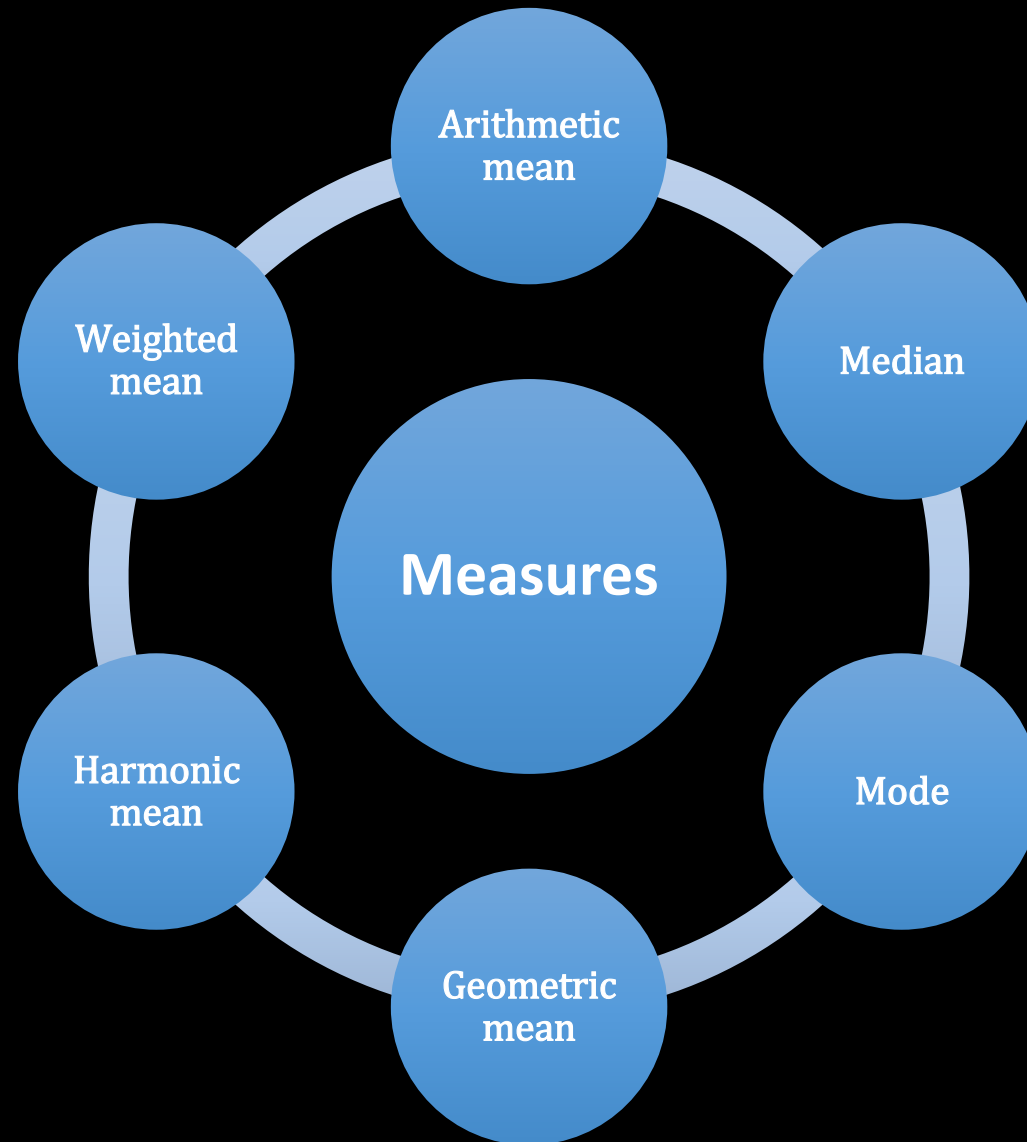 Arithmetic
mean
Median
Mode
Geometric
mean
Harmonic
mean
Weighted
mean
Measures